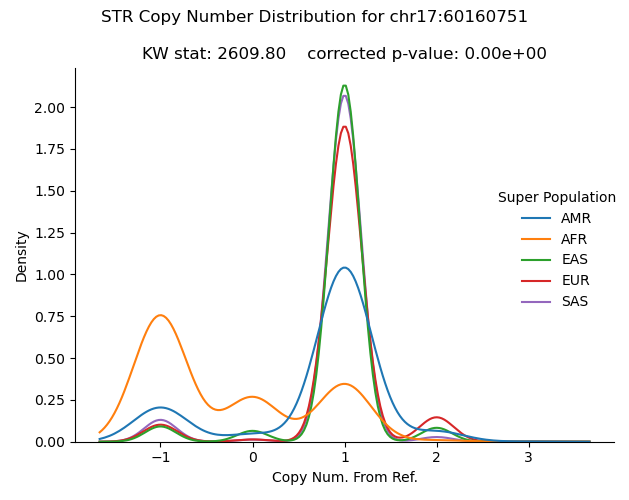 STR Copy Number Distribution for chr17:60160751
KW stat: 2609.80 corrected p-value: 0.00e+00
2.00
1.75
1.50
1.25
1.00
0.75
0.50
0.25
0.00
Density
−1
0
1
2
3
Copy Num. From Ref.
Super Population
AMR
AFR
EAS
EUR
SAS